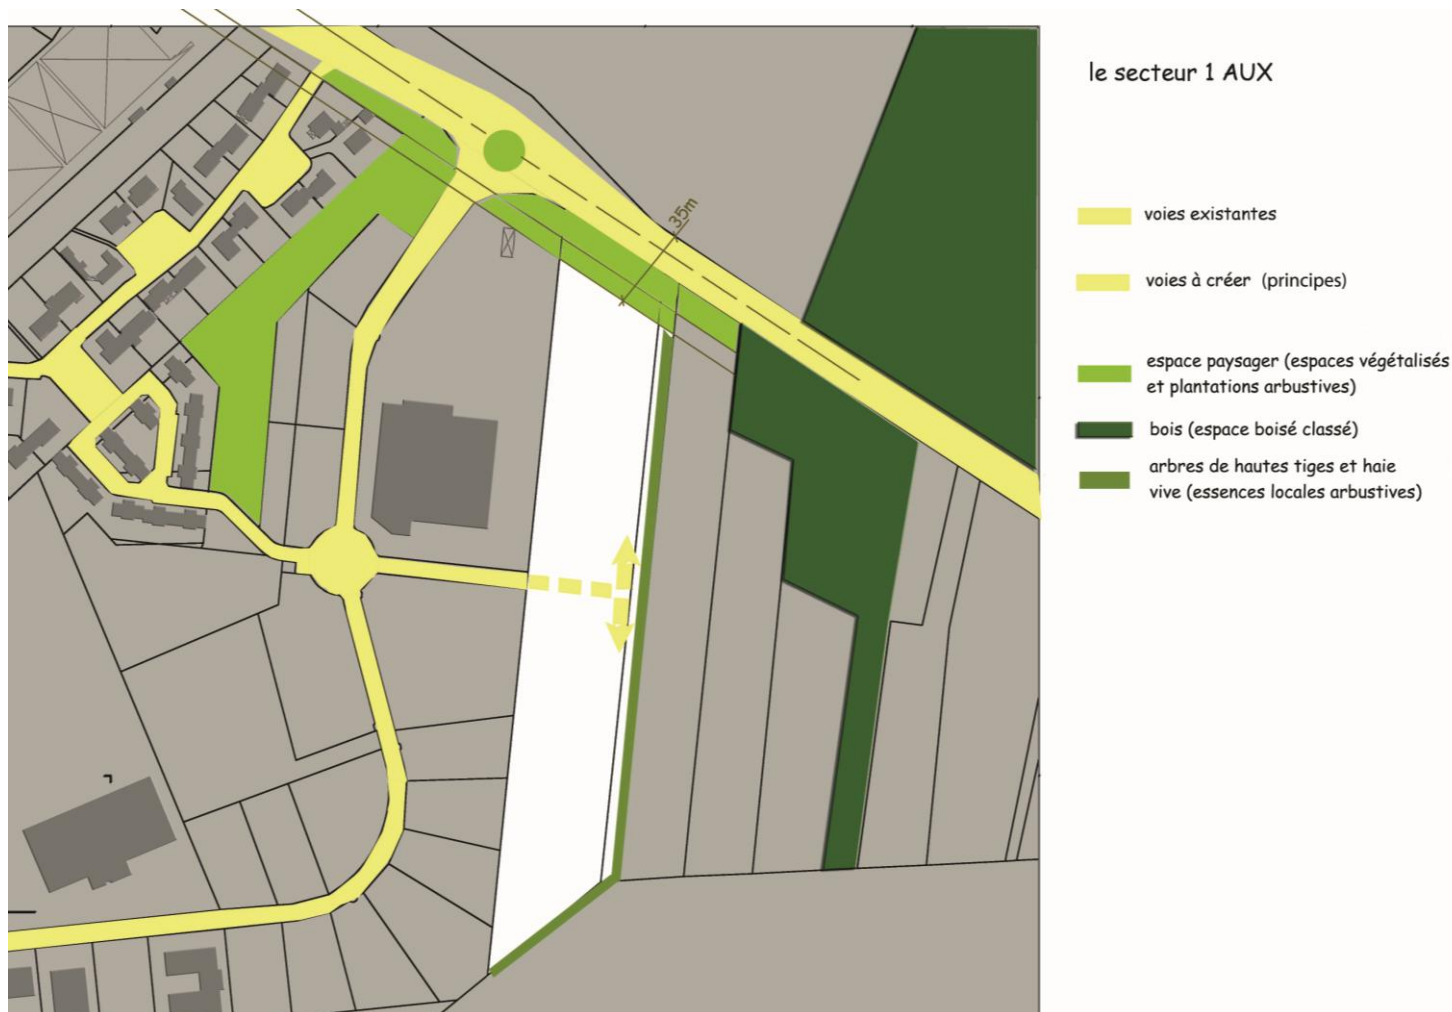 le secteur 1 AUX
35m
voies existantes
voies à créer (principes)
espace paysager (espaces végétalisés
et plantations arbustives)
bois (espace boisé classé)
arbres de hautes tiges et haie
vive (essences locales arbustives)